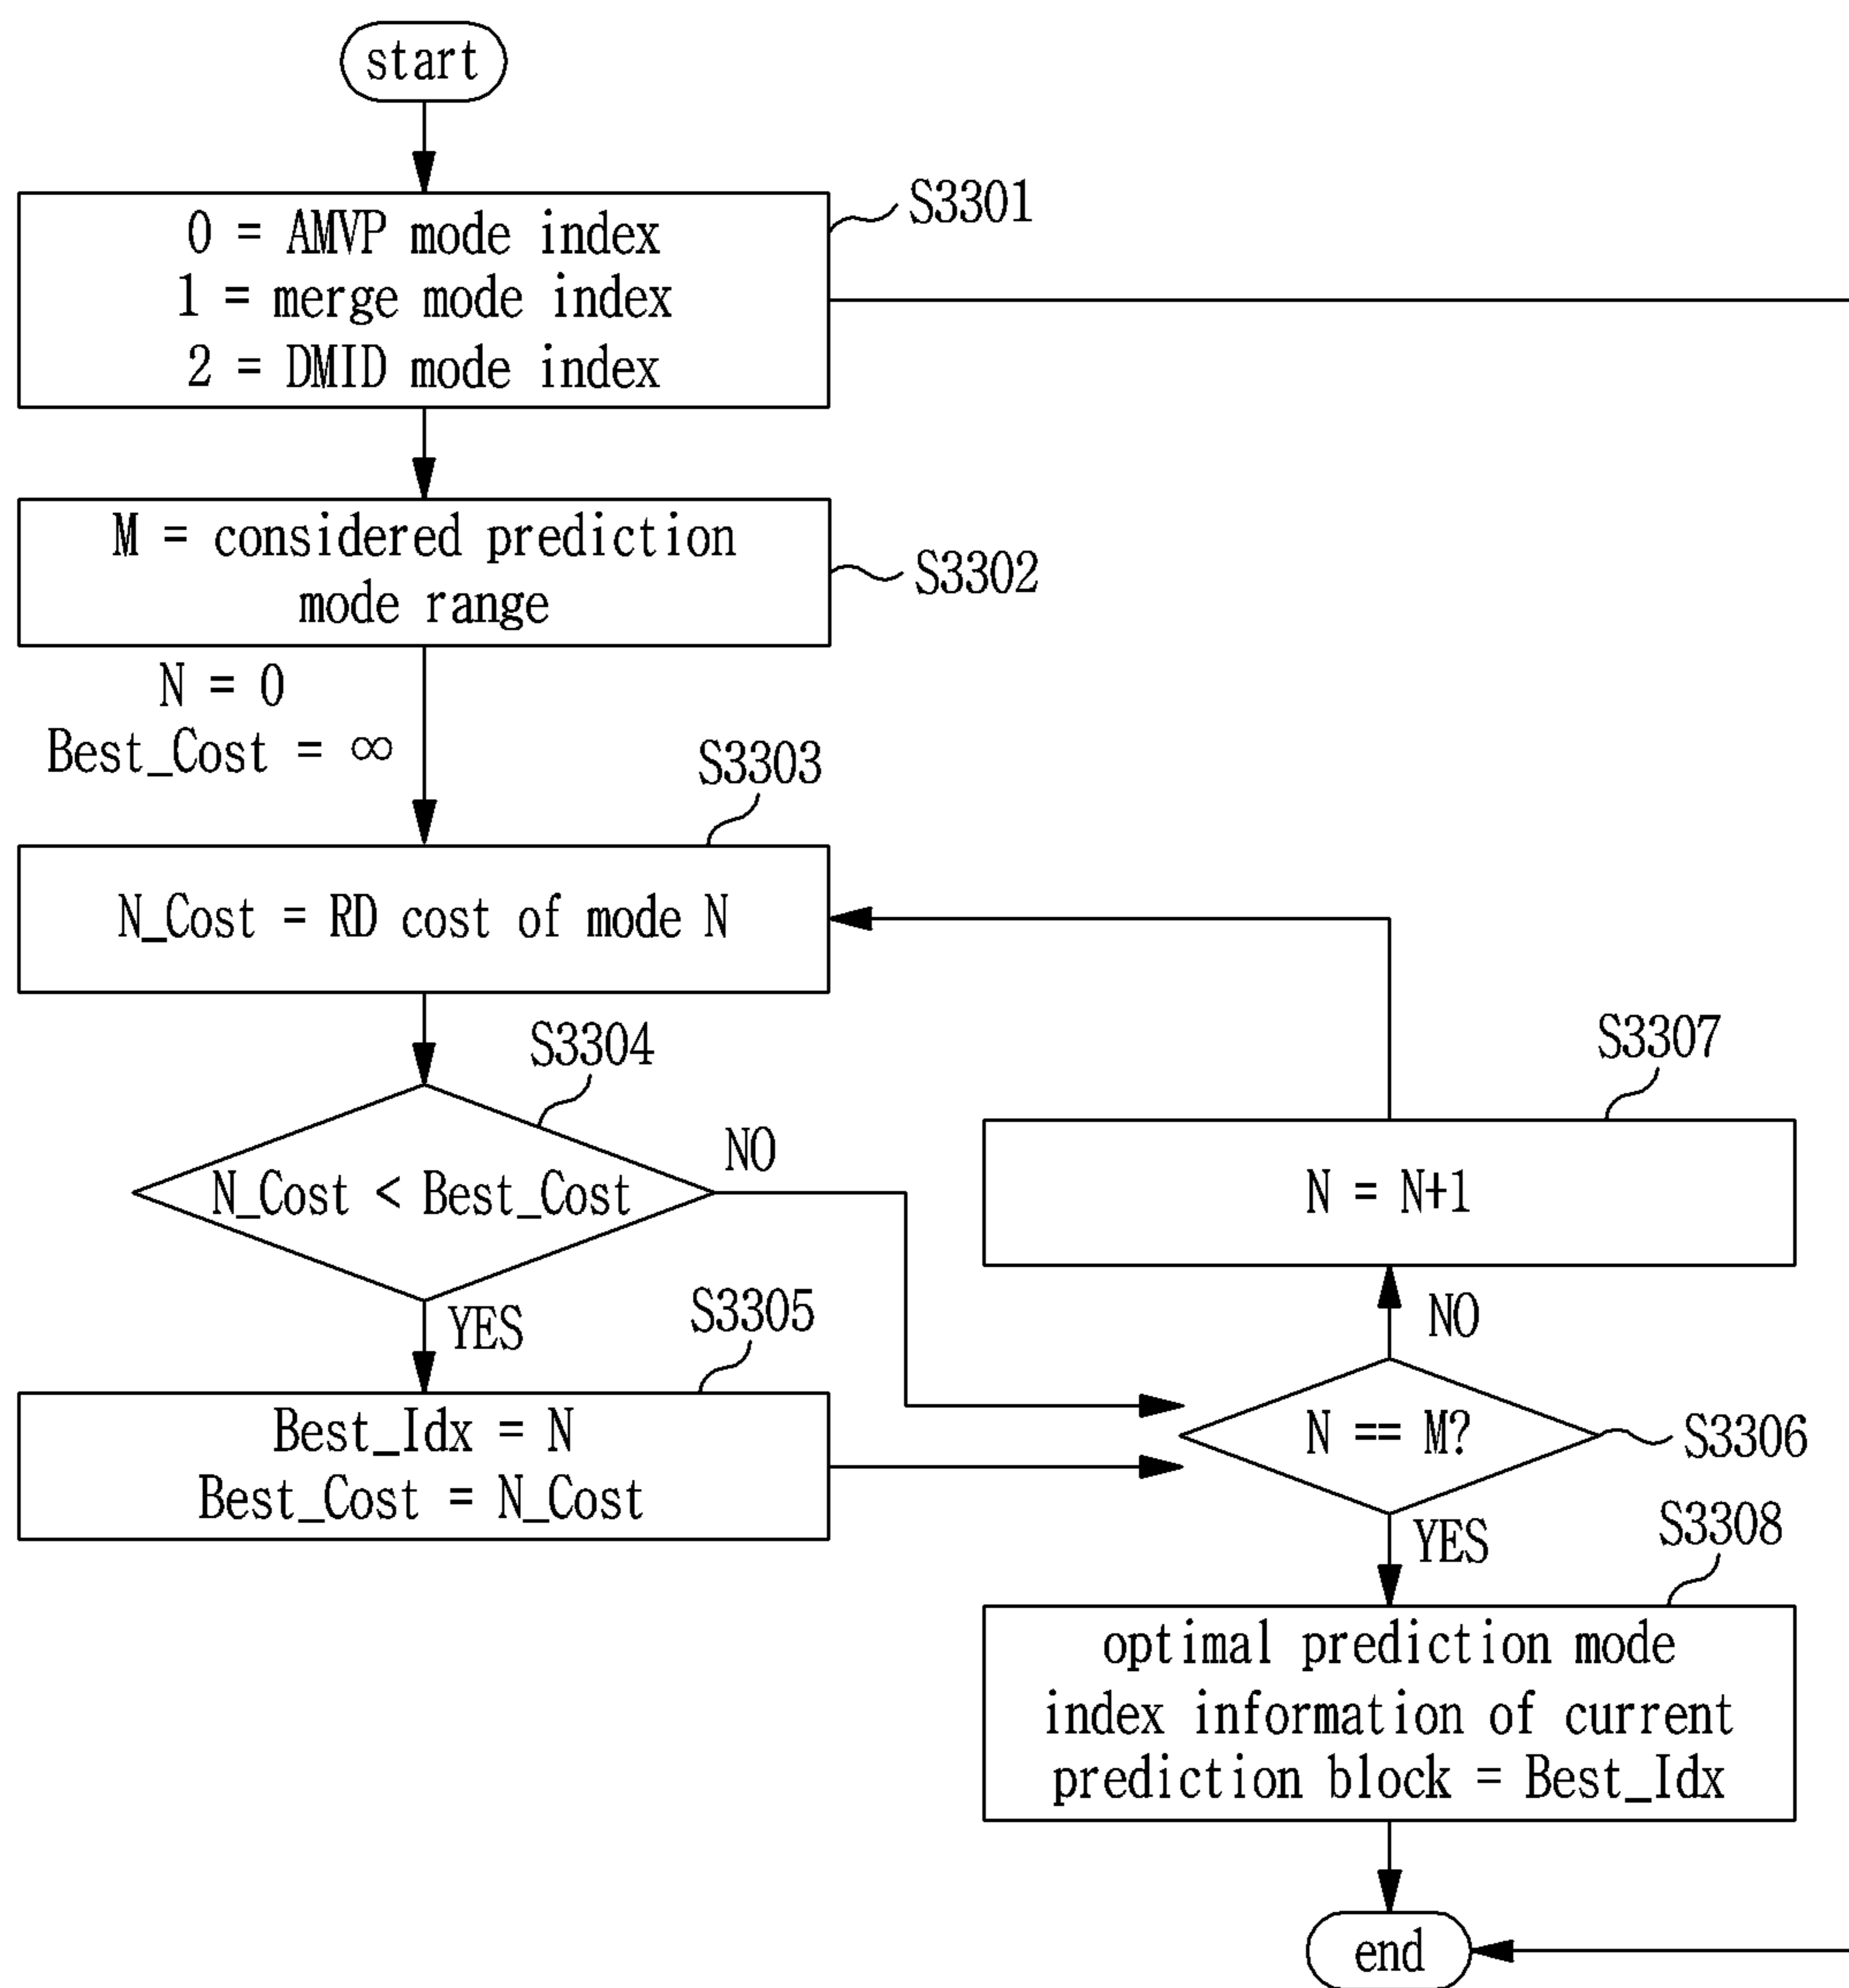 start
0 = AMVP mode index
1 = merge mode index
2 = DMID mode index
S3301
M = considered prediction
mode range
S3302
N = 0
Best_Cost = ∞
S3303
N_Cost = RD cost of mode N
S3304
N_Cost < Best_Cost
NO
YES
S3305
Best_Idx = N
Best_Cost = N_Cost
S3307
N = N+1
NO
N == M?
S3306
YES
S3308
optimal prediction mode
index information of current
prediction block = Best_Idx
end